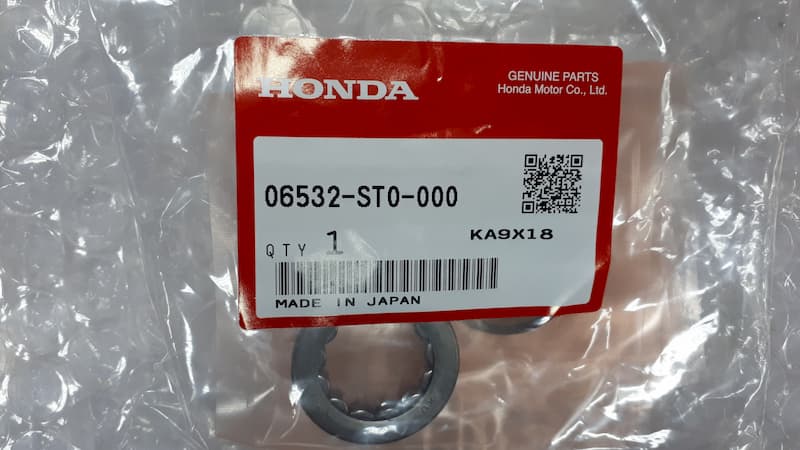 HONDA
GENUINE PARTS
Honda Motor Co., Ltd.
06532-ST0-000
QTY 1
KA9X18
MADE IN JAPAN